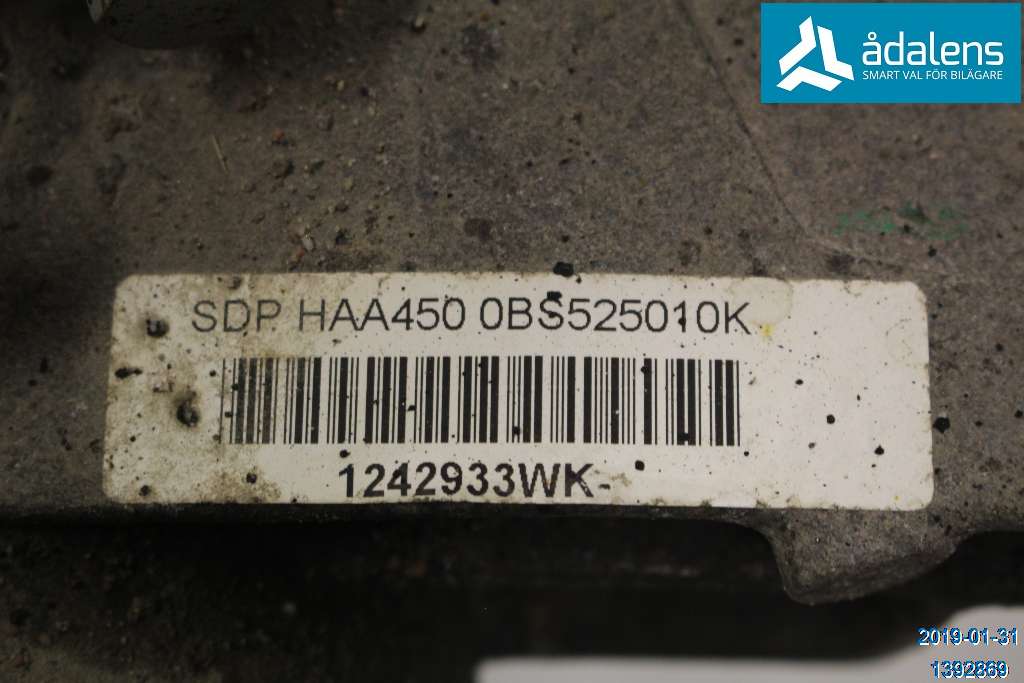 ådalens
SMART VAL FÖR BILÄGARE
SDP HAA450 0BS525010K
1242933WK-
2019-01-31
1392869